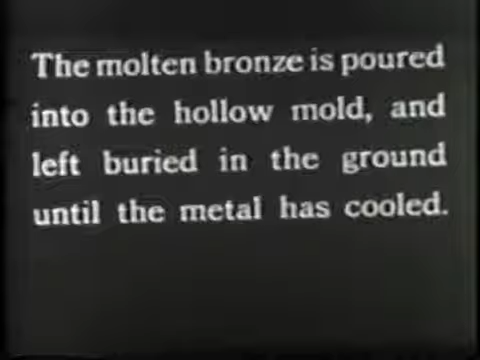 The molten bronze is poured
into the hollow mold, and
left buried in the ground
until the metal has cooled.